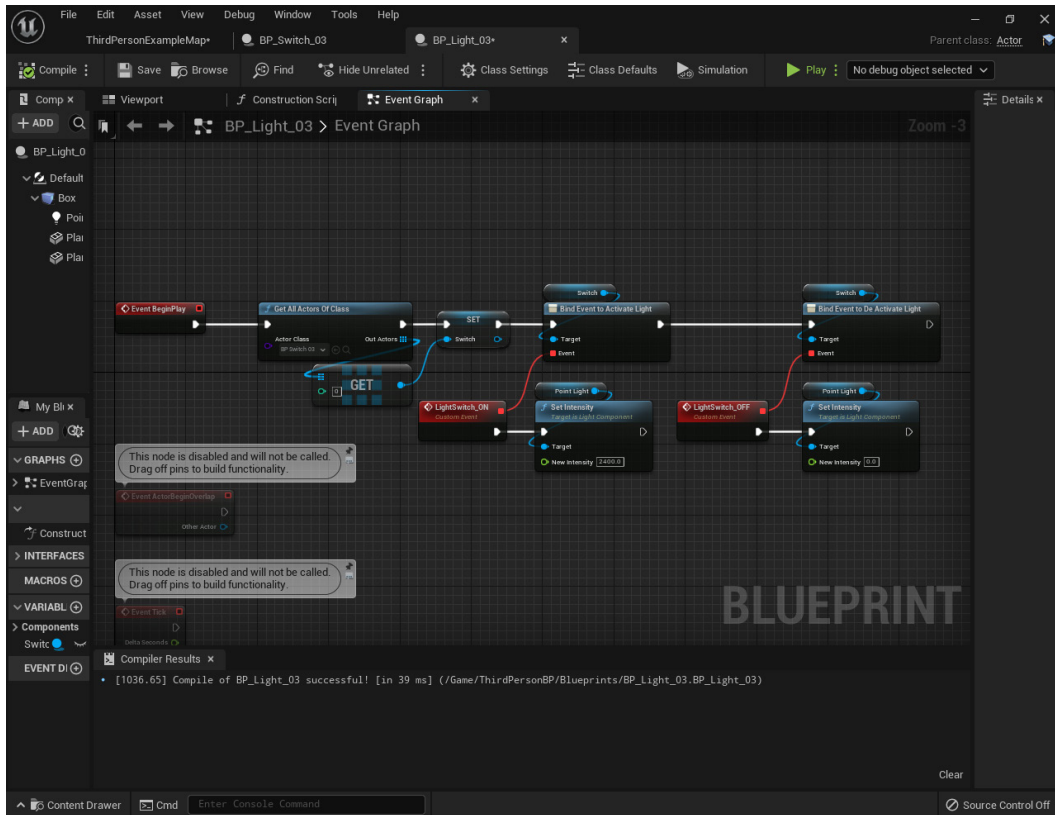 File Edit Asset View Debug Window Tools Help
ThirdPersonExampleMap• BP_Switch_03 BP_Light_03• Parent class: Actor
Compile Save Browse Find Hide Unrelated Class Settings Class Defaults Simulation Play No debug object selected
Comp Viewport Construction Scrip Event Graph Details
+ ADD BP_Light_03 > Event Graph Zoom -3
BP_Light_0
Default
Box
Poi
Pla
Pla
Switch Switch
Event BeginPlay Get All Actors Of Class SET Bind Event to Activate Light Bind Event to De Activate Light
Actor Class Out Actors Switch Target Target
BP Switch 03 Event Event
0 GET
Point Light Point Light
LightSwitch_ON Set Intensity LightSwitch_OFF Set Intensity
Custom Event Target is Light Component Custom Event Target is Light Component
Target Target
New Intensity 2400.0 New Intensity 0.0
My Bl
+ ADD
GRAPHS
EventGrap
Construct
INTERFACES
MACROS
VARIABL
Components
Switc
EVENT DI
This node is disabled and will not be called.
Drag off pins to build functionality.
Event ActorBeginOverlap
Other Actor
This node is disabled and will not be called.
Drag off pins to build functionality.
Event Tick
Delta Seconds
BLUEPRINT
Compiler Results
• [1036.65] Compile of BP_Light_03 successful! [in 39 ms] (/Game/ThirdPersonBP/Blueprints/BP_Light_03.BP_Light_03)
Clear
Content Drawer Cmd Enter Console Command Source Control Off